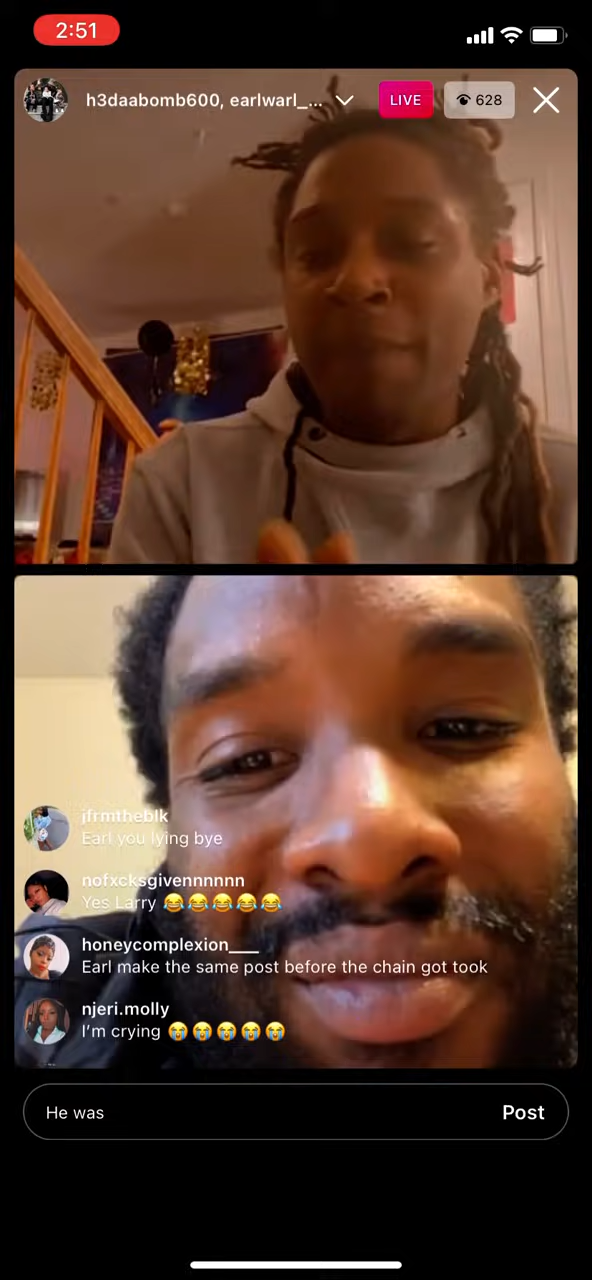 2:51
h3daabomb600, earlwarl_...
LIVE
628
jfrmtheblk
Earl you lying bye
nofxcksgivennnnnn
Yes Larry 😂😂😂😂😂
honeycomplexion___
Earl make the same post before the chain got took
njeri.molly
I'm crying 😭😭😭😭😭
He was
Post